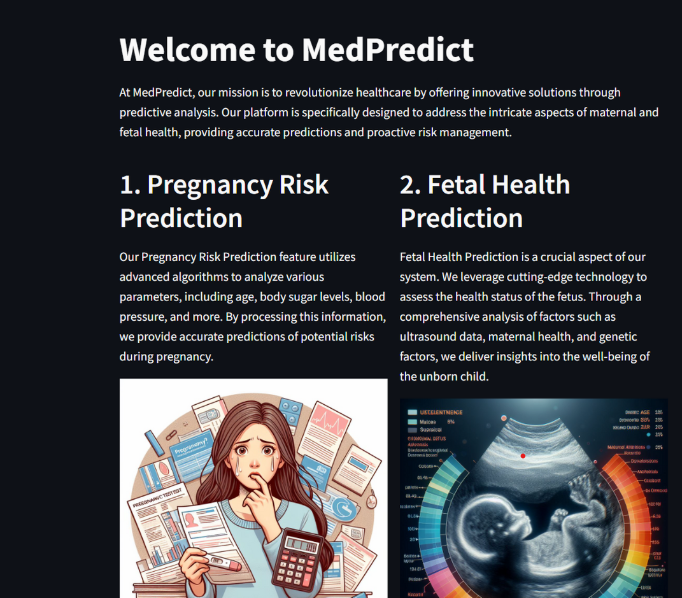 Welcome to MedPredict
At MedPredict, our mission is to revolutionize healthcare by offering innovative solutions through
predictive analysis. Our platform is specifically designed to address the intricate aspects of maternal and
fetal health, providing accurate predictions and proactive risk management.
1. Pregnancy Risk
Prediction
Our Pregnancy Risk Prediction feature utilizes
advanced algorithms to analyze various
parameters, including age, body sugar levels, blood
pressure, and more. By processing this information,
we provide accurate predictions of potential risks
during pregnancy.
2. Fetal Health
Prediction
Fetal Health Prediction is a crucial aspect of our
system. We leverage cutting-edge technology to
assess the health status of the fetus. Through a
comprehensive analysis of factors such as
ultrasound data, maternal health, and genetic
factors, we deliver insights into the well-being of
the unborn child.